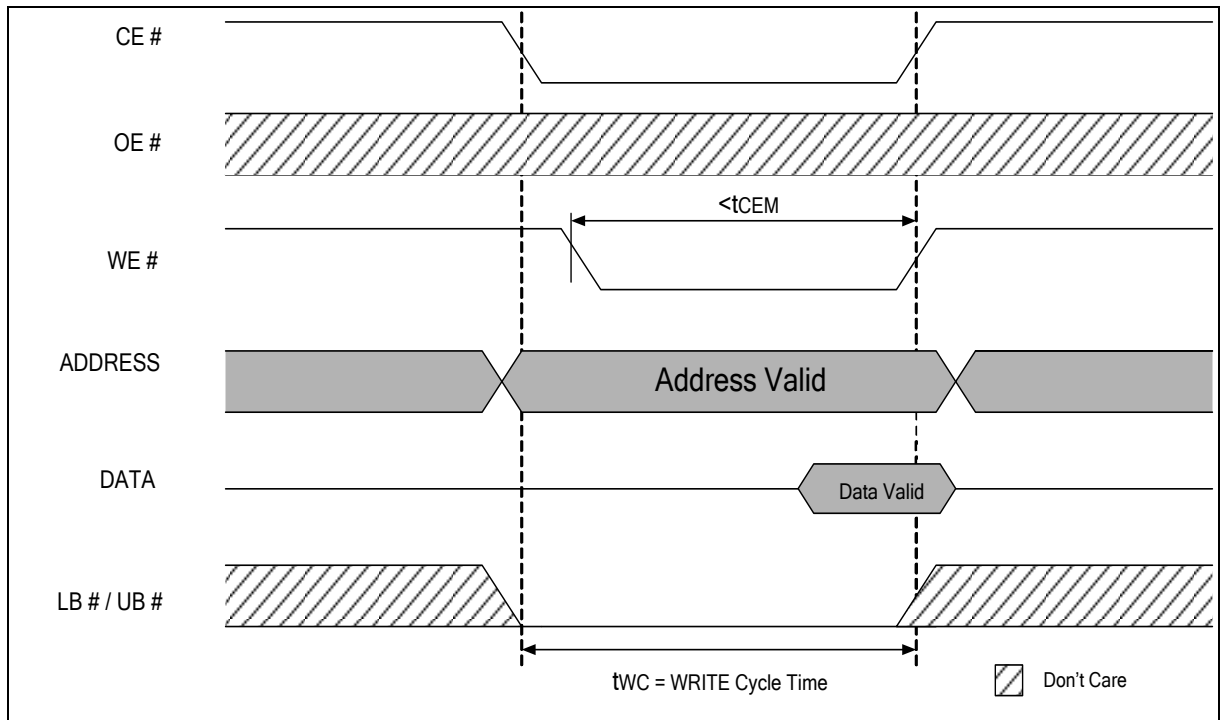 CE #
OE #
<tCEM
WE #
ADDRESS
Address Valid
DATA
Data Valid
LB # / UB #
tWC = WRITE Cycle Time
Don't Care